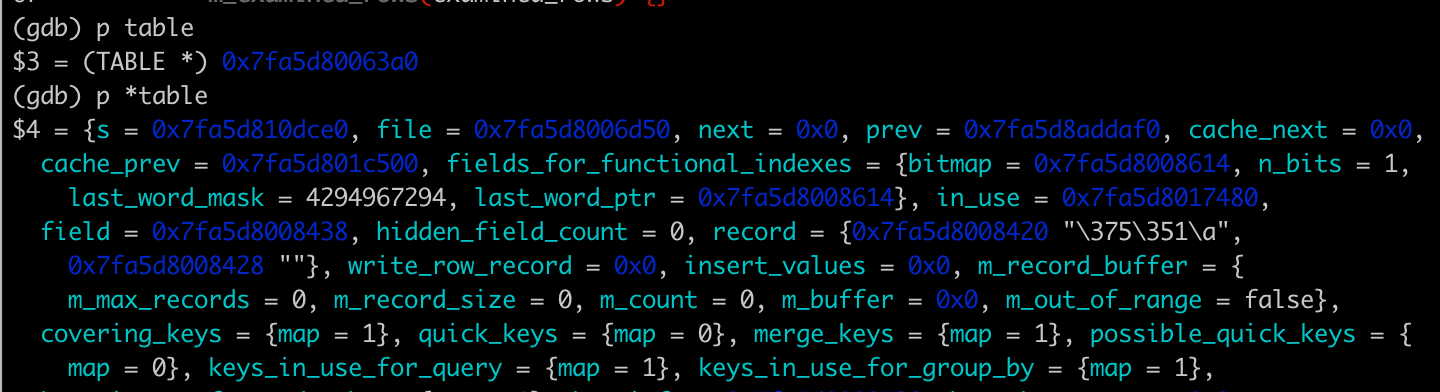 (gdb) p table
$3 = (TABLE *) 0x7fa5d80063a0
(gdb) p *table
$4 = {s = 0x7fa5d810dce0, file = 0x7fa5d8006d50, next = 0x0, prev = 0x7fa5d8addaf0, cache_next = 0x0,
cache_prev = 0x7fa5d801c500, fields_for_functional_indexes = {bitmap = 0x7fa5d8008614, n_bits = 1,
last_word_mask = 4294967294, last_word_ptr = 0x7fa5d8008614}, in_use = 0x7fa5d8017480,
field = 0x7fa5d8008438, hidden_field_count = 0, record = {0x7fa5d8008420 "\375\351\a",
0x7fa5d8008428 ""}, write_row_record = 0x0, insert_values = 0x0, m_record_buffer = {
m_max_records = 0, m_record_size = 0, m_count = 0, m_buffer = 0x0, m_out_of_range = false},
covering_keys = {map = 1}, quick_keys = {map = 0}, merge_keys = {map = 1}, possible_quick_keys = {
map = 0}, keys_in_use_for_query = {map = 1}, keys_in_use_for_group_by = {map = 1},